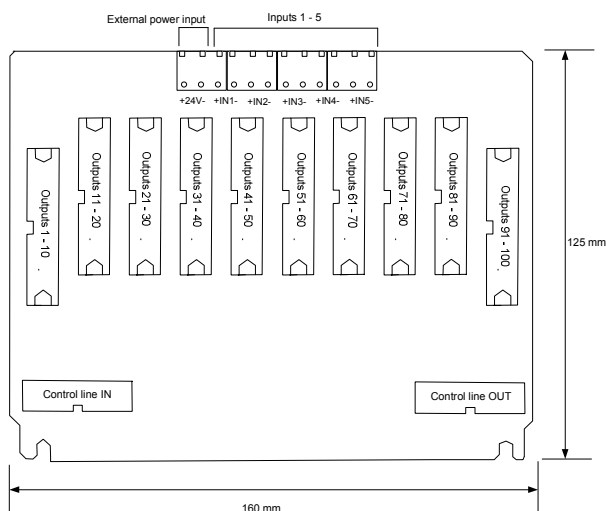 External power input
Inputs 1 - 5
+24V- +IN1- +IN2- +IN3- +IN4- +IN5-
Outputs 1 - 10
Outputs 11 - 20
Outputs 21 - 30
Outputs 31 - 40
Outputs 41 - 50
Outputs 51 - 60
Outputs 61 - 70
Outputs 71 - 80
Outputs 81 - 90
Outputs 91 - 100
125 mm
Control line IN
Control line OUT
160 mm